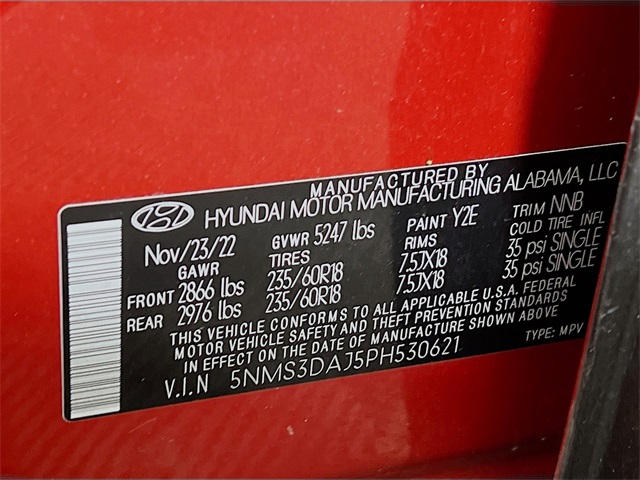 MANUFACTURED BY
HYUNDAI MOTOR MANUFACTURING ALABAMA, LLC
Nov/23/22 GVWR 5247 lbs PAINT Y2E TRIM NNB
GAWR TIRES RIMS COLD TIRE INFL
FRONT 2866 lbs 235/60R18 7.5JX18 35 psi SINGLE
REAR 2976 lbs 235/60R18 7.5JX18 35 psi SINGLE
THIS VEHICLE CONFORMS TO ALL APPLICABLE U.S.A. FEDERAL
MOTOR VEHICLE SAFETY AND THEFT PREVENTION STANDARDS
IN EFFECT ON THE DATE OF MANUFACTURE SHOWN ABOVE
V.I.N 5NMS3DAJ5PH530621 TYPE: MPV